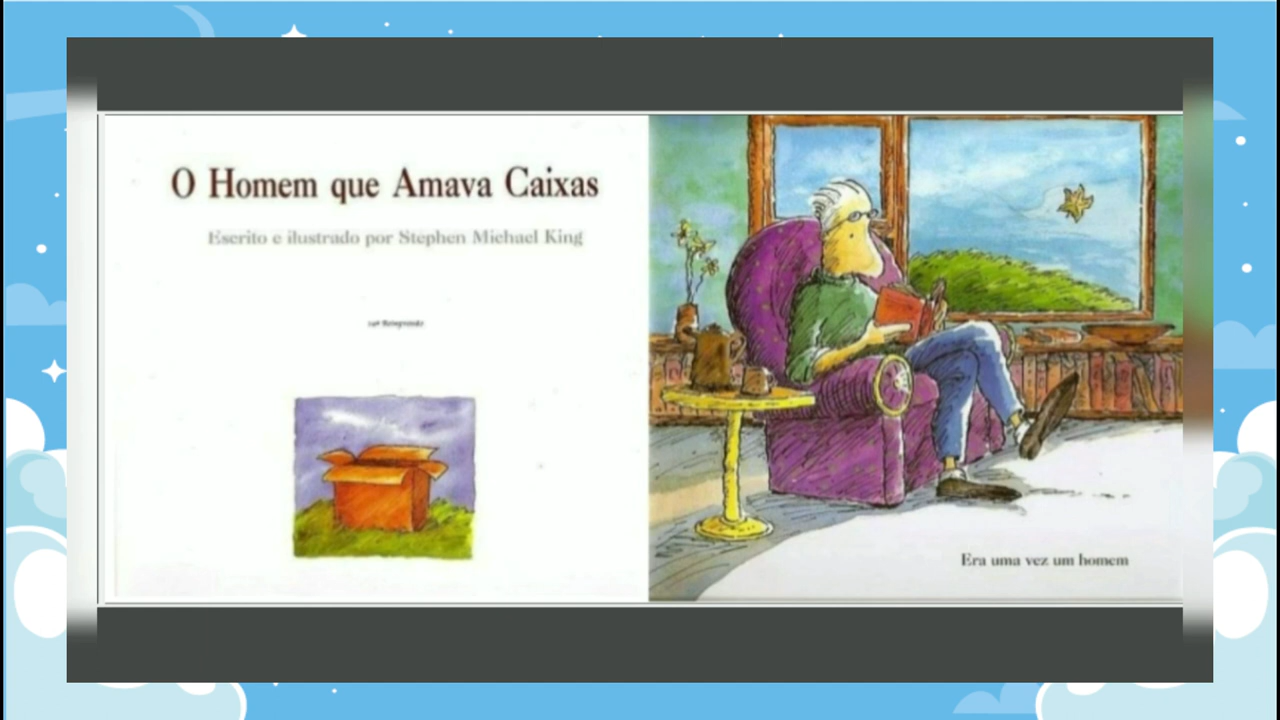 O Homem que Amava Caixas
Escrito e ilustrado por Stephen Michael King
Era uma vez um homem